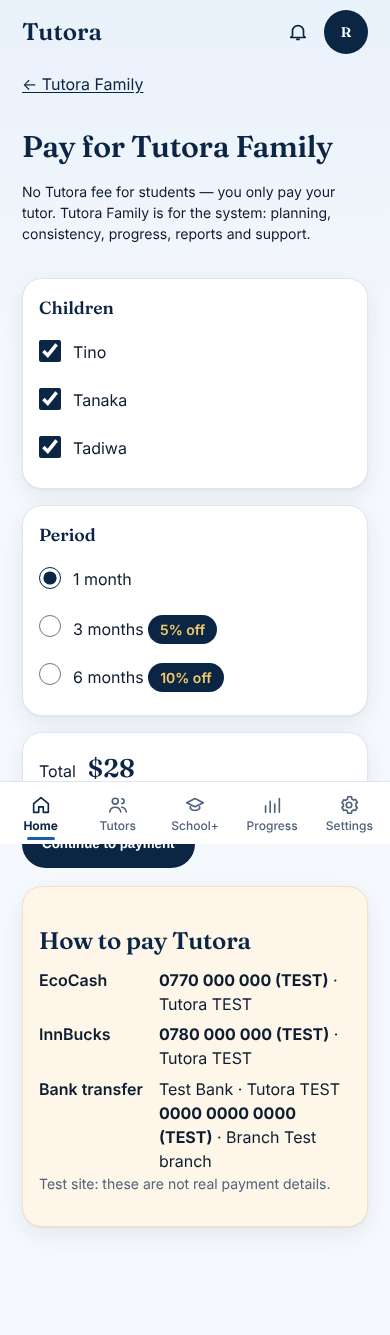 Tutora
R
← Tutora Family
Pay for Tutora Family
No Tutora fee for students — you only pay your
tutor. Tutora Family is for the system: planning,
consistency, progress, reports and support.
Children
Tino
Tanaka
Tadiwa
Period
1 month
3 months 5% off
6 months 10% off
Total $28
Home Tutors School+ Progress Settings
Continue to payment
How to pay Tutora
EcoCash 0770 000 000 (TEST) ·
Tutora TEST
InnBucks 0780 000 000 (TEST) ·
Tutora TEST
Bank transfer Test Bank · Tutora TEST
0000 0000 0000
(TEST) · Branch Test
branch
Test site: these are not real payment details.